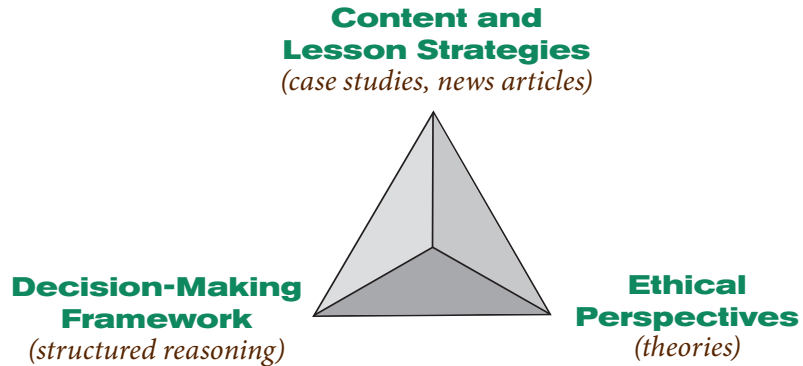 Content and
Lesson Strategies
(case studies, news articles)
Decision-Making
Framework
(structured reasoning)
Ethical
Perspectives
(theories)